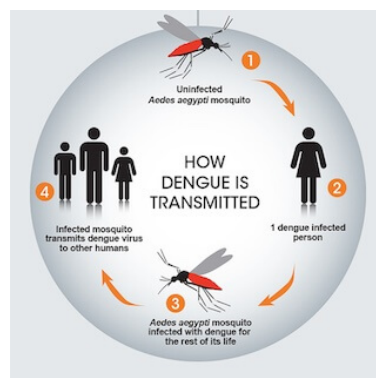 1
Uninfected
Aedes aegypti mosquito
HOW
DENGUE IS
TRANSMITTED
2
1 dengue infected
person
3
Aedes aegypti mosquito
infected with dengue for
the rest of its life
4
Infected mosquito
transmits dengue virus
to other humans